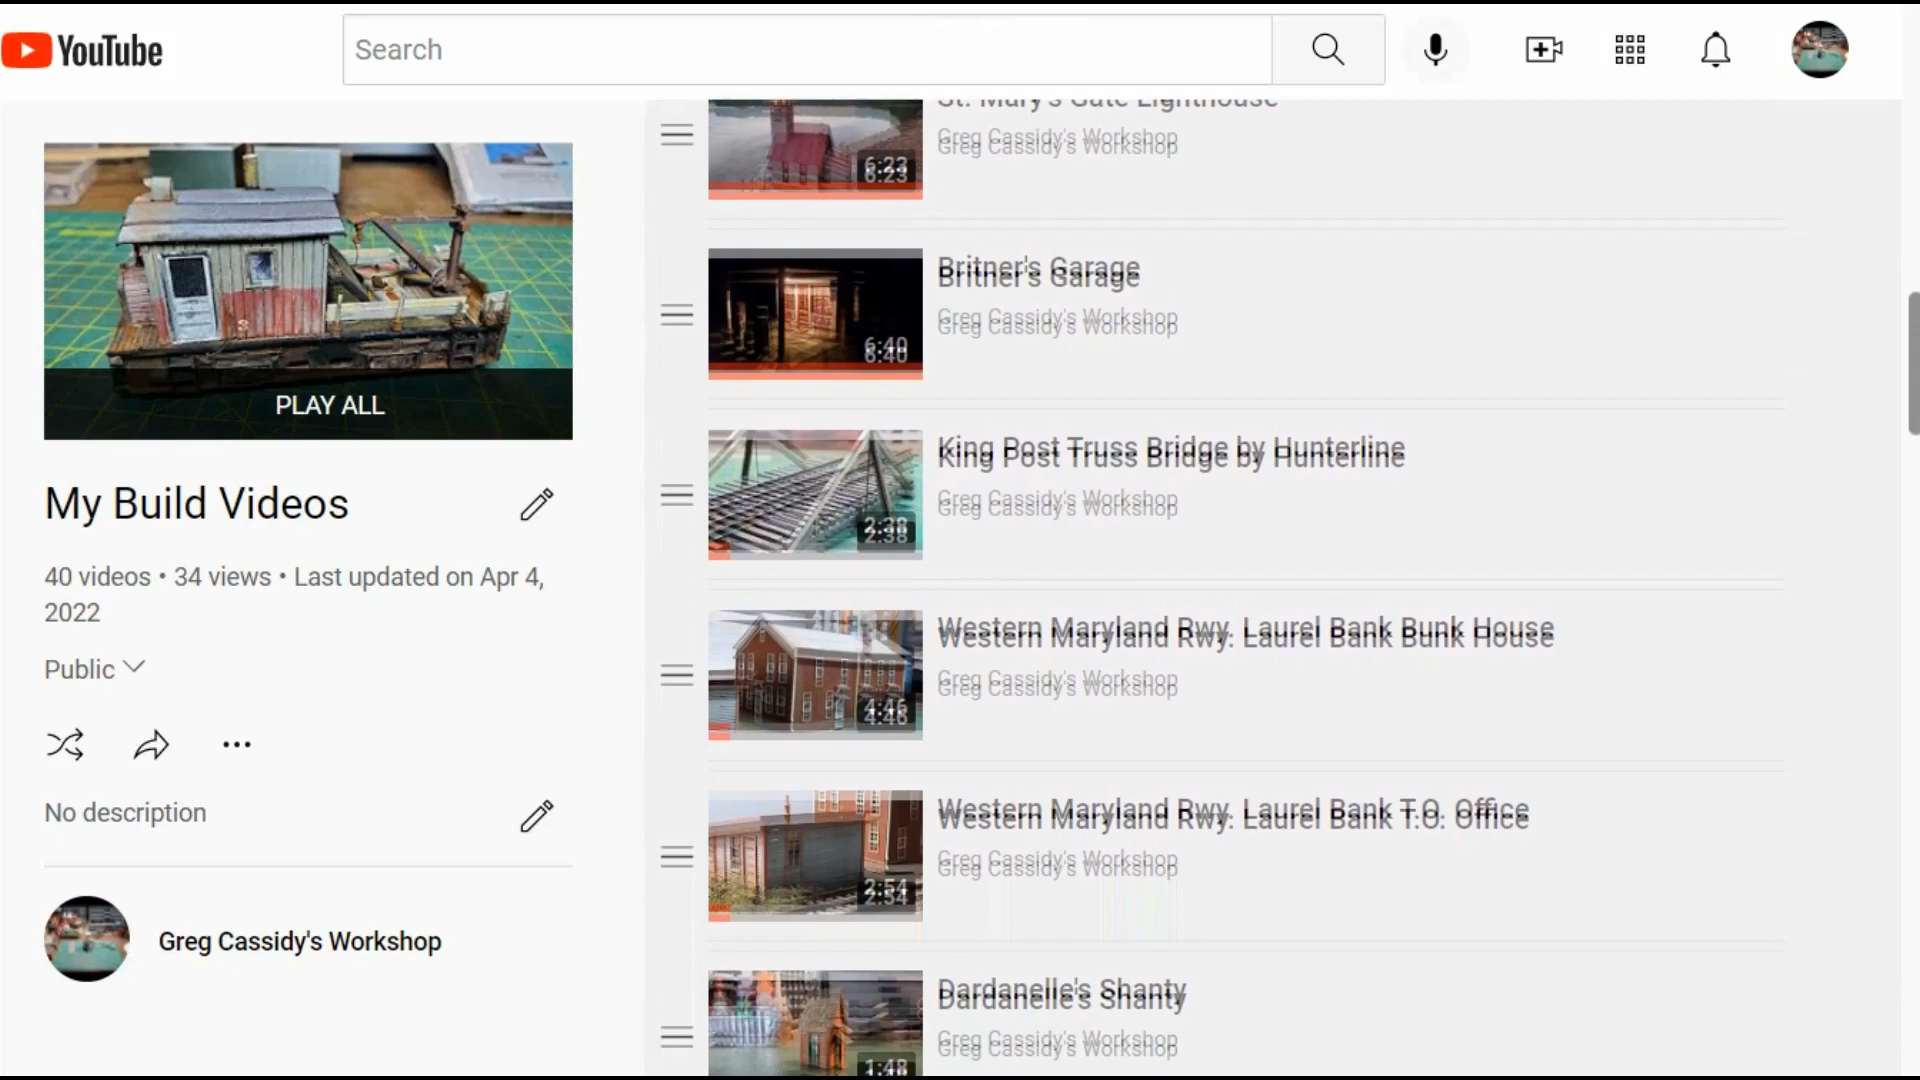 YouTube
Search
PLAY ALL
My Build Videos
40 videos • 34 views • Last updated on Apr 4,
2022
Public
No description
Greg Cassidy's Workshop
St. Mary's Gate Lighthouse
Greg Cassidy's Workshop
6:23
Britner's Garage
Greg Cassidy's Workshop
6:40
King Post Truss Bridge by Hunterline
Greg Cassidy's Workshop
2:38
Western Maryland Rwy. Laurel Bank Bunk House
Greg Cassidy's Workshop
4:46
Western Maryland Rwy. Laurel Bank T.O. Office
Greg Cassidy's Workshop
2:54
Dardanelle's Shanty
Greg Cassidy's Workshop
1:48